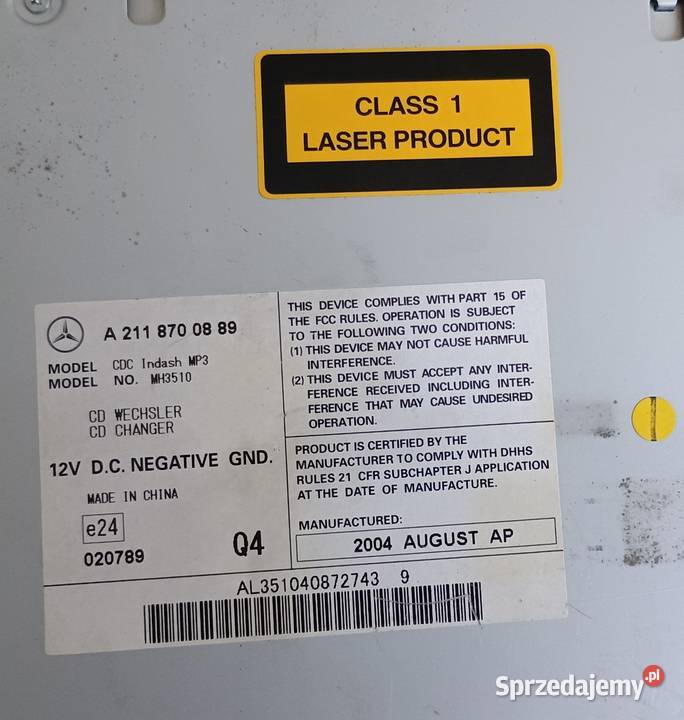 CLASS 1
LASER PRODUCT
A 211 870 08 89
MODEL CDC Indash MP3
MODEL NO. MH3510
CD WECHSLER
CD CHANGER
12V D.C. NEGATIVE GND.
MADE IN CHINA
e24
020789
Q4
THIS DEVICE COMPLIES WITH PART 15 OF
THE FCC RULES. OPERATION IS SUBJECT
TO THE FOLLOWING TWO CONDITIONS:
(1) THIS DEVICE MAY NOT CAUSE HARMFUL
INTERFERENCE.
(2) THIS DEVICE MUST ACCEPT ANY INTER-
FERENCE RECEIVED INCLUDING INTER-
FERENCE THAT MAY CAUSE UNDESIRED
OPERATION.
PRODUCT IS CERTIFIED BY THE
MANUFACTURER TO COMPLY WITH DHHS
RULES 21 CFR SUBCHAPTER J APPLICATION
AT THE DATE OF MANUFACTURE.
MANUFACTURED:
2004 AUGUST AP
AL351040872743 9
Sprzedajemy.pl